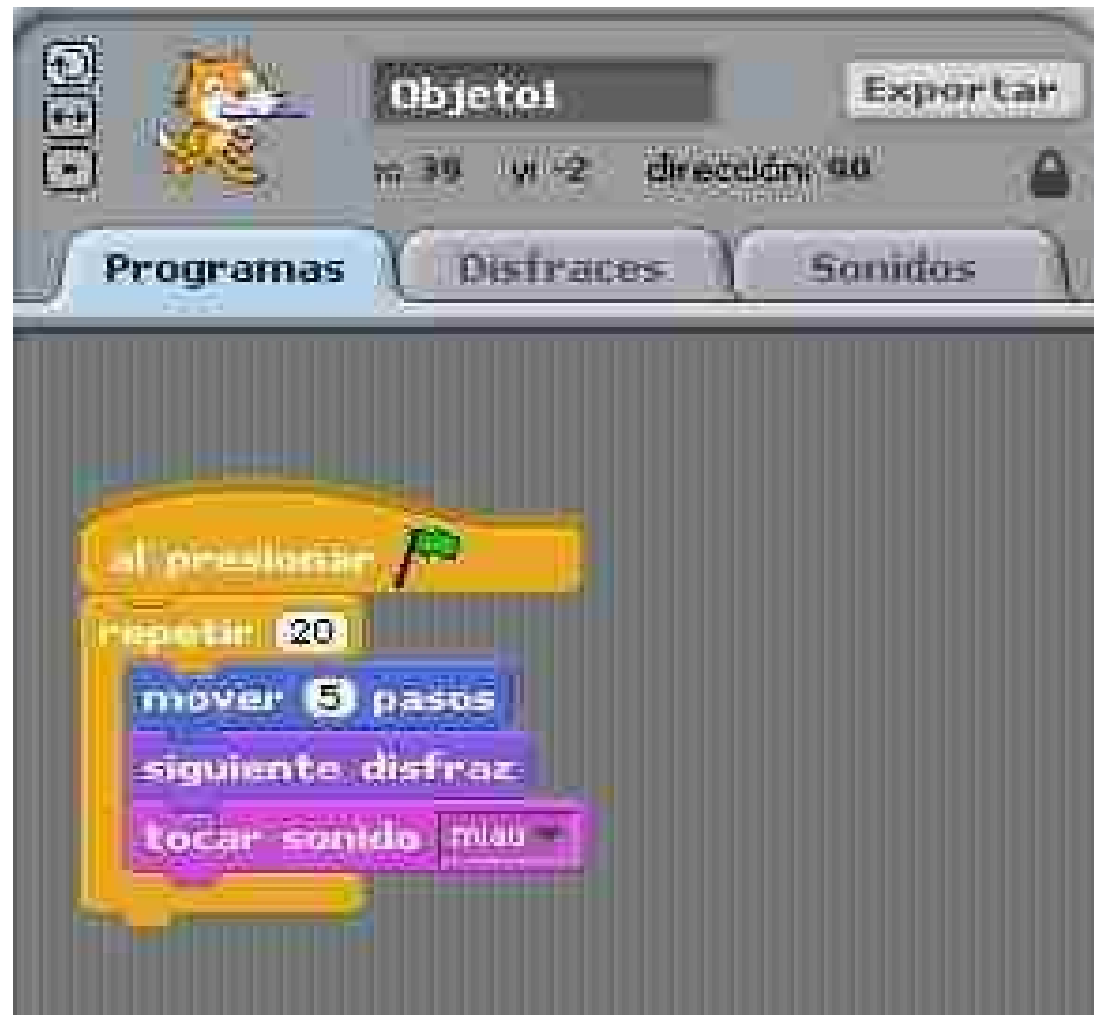 Objeto1
Exportar
x: 39 y: -2 dirección: 90
Programas
Disfraces
Sonidos
al presionar
repetir 20
mover 5 pasos
siguiente disfraz
tocar sonido miau